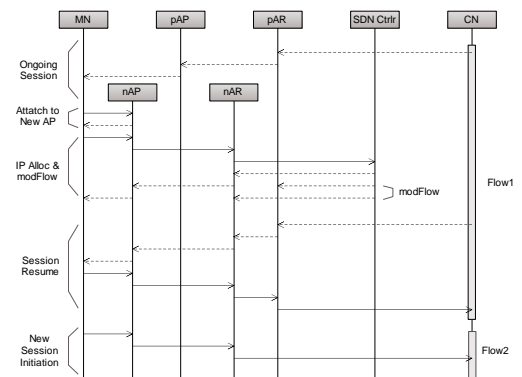 MN
pAP
pAR
SDN Ctrlr
CN
Ongoing
Session
nAP
nAR
Attatch to
New AP
IP Alloc &
modFlow
modFlow
Flow1
Session
Resume
New
Session
Initiation
Flow2